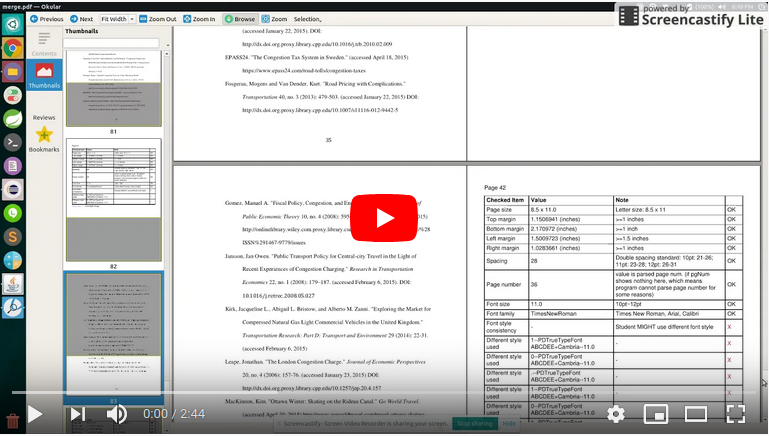 merge.pdf — Okular
powered by
Screencastify Lite
Previous Next Fit Width Zoom Out Zoom In Browse Zoom Selection
Contents
Thumbnails
Reviews
Bookmarks
Thumbnails
81
82
83
(accessed January 22, 2015) DOI:
http://dx.doi.org.proxy.library.cpp.edu/10.1016/j.trb.2010.02.009
EPASS24. "The Congestion Tax System in Sweden." (accessed April 18, 2015)
https://www.epass24.com/road-tolls/congestion-taxes
Fosgerau, Mogens and Van Dender, Kurt. "Road Pricing with Complications."
Transportation 40, no. 3 (2013): 479-503. (accessed January 22, 2015) DOI:
http://dx.doi.org.proxy.library.cpp.edu/10.1007/s11116-012-9442-5
35
Gomez, Manuel A. "Fiscal Policy, Congestion, and
Public Economic Theory 10, no. 4 (2008):
http://onlinelibrary.wiley.com.proxy.library
ISSN%291467-9779/issues
Jansson, Jan Owen. "Public Transport Policy for Central-city Travel in the Light of
Recent Experiences of Congestion Charging." Research in Transportation
Economics 22, no. 1 (2008): 179-187. (accessed February 6, 2015). DOI:
10.1016/j.retrec.2008.05.027
Kirk, Jacqueline L., Abigal L. Bristow, and Alberto M. Zanni. "Exploring the Market for
Compressed Natural Gas Light Commercial Vehicles in the United Kingdom."
Transportation Research: Part D: Transport and Environment 29 (2014): 22-31.
(accessed February 6, 2015)
Leape, Jonathan. "The London Congestion Charge." Journal of Economic Perspectives
20, no. 4 (2006): 157-76. (accessed January 23, 2015) DOI:
http://dx.doi.org.proxy.library.cpp.edu/10.1257/jep.20.4.157
MacKinnon, Kim. "Ottawa Winter: Skating on the Rideau Canal." Go World Travel.
Page 42
Checked Item Value Note
Page size 8.5 x 11.0 Letter size: 8.5 x 11 OK
Top margin 1.1506941 (inches) >=1 inches OK
Bottom margin 2.170972 (inches) >=1 inch OK
Left margin 1.5009723 (inches) >=1.5 inches OK
Right margin 1.0283661 (inches) >=1 inches OK
Spacing 28 Double spacing standard: 10pt: 21-26; 11pt: 23-28; 12pt: 26-31 OK
Page number 36 value is parsed page num. (if pgNum shows nothing here, which means program cannot parse page number for some reasons) OK
Font size 11.0 10pt~12pt OK
Font family TimesNewRoman Times New Roman, Arial, Calibri OK
Font style consistency - Student MIGHT use different font style X
Different style used 1--PDTrueTypeFont ABCDEE+Cambria--11.0 - X
Different style used 0--PDTrueTypeFont ABCDEE+Cambria--11.0 - X
Different style used .--PDTrueTypeFont ABCDEE+Cambria--11.0 - X
Different style used 1--PDTrueTypeFont ABCDEE+Cambria--11.0 - X
Different style used 0--PDTrueTypeFont ABCDEE+Cambria--11.0 - X
Screencastify - Screen Video Recorder is sharing your screen. Stop sharing Hide
0:00 / 2:44